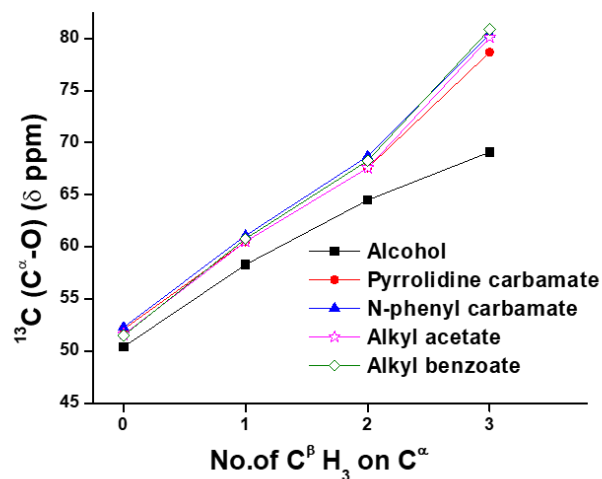 80
75
70
65
60
55
50
45
¹³C (Cᵅ-O) (δ ppm)
Alcohol
Pyrrolidine carbamate
N-phenyl carbamate
Alkyl acetate
Alkyl benzoate
0 1 2 3
No.of Cᵝ H₃ on Cᵅ